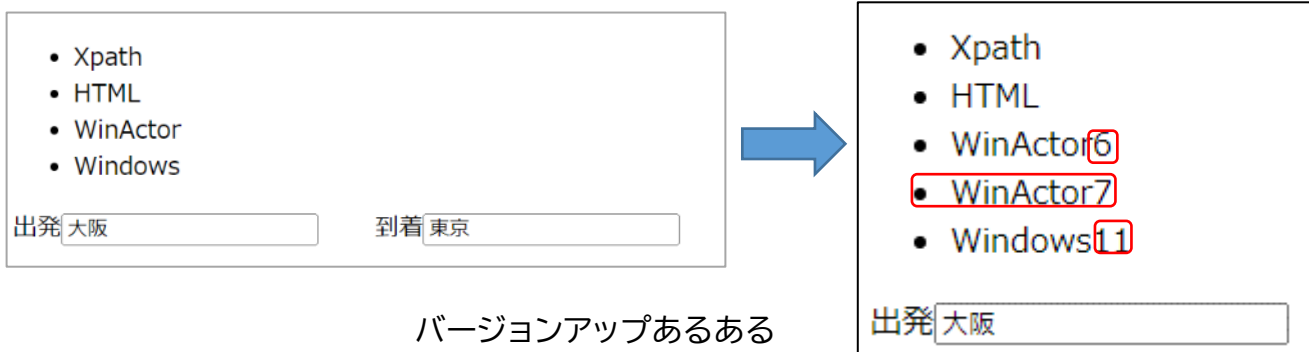 Xpath
HTML
WinActor
Windows
出発 大阪 到着 東京
Xpath
HTML
WinActor6
WinActor7
Windows11
出発 大阪
バージョンアップあるある